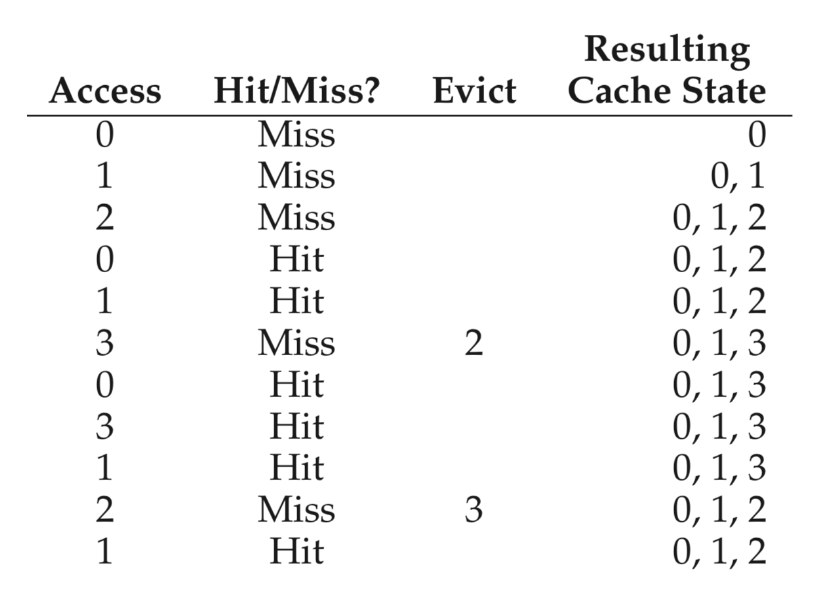 Resulting
Access Hit/Miss? Evict Cache State
0 Miss 0
1 Miss 0, 1
2 Miss 0, 1, 2
0 Hit 0, 1, 2
1 Hit 0, 1, 2
3 Miss 2 0, 1, 3
0 Hit 0, 1, 3
3 Hit 0, 1, 3
1 Hit 0, 1, 3
2 Miss 3 0, 1, 2
1 Hit 0, 1, 2